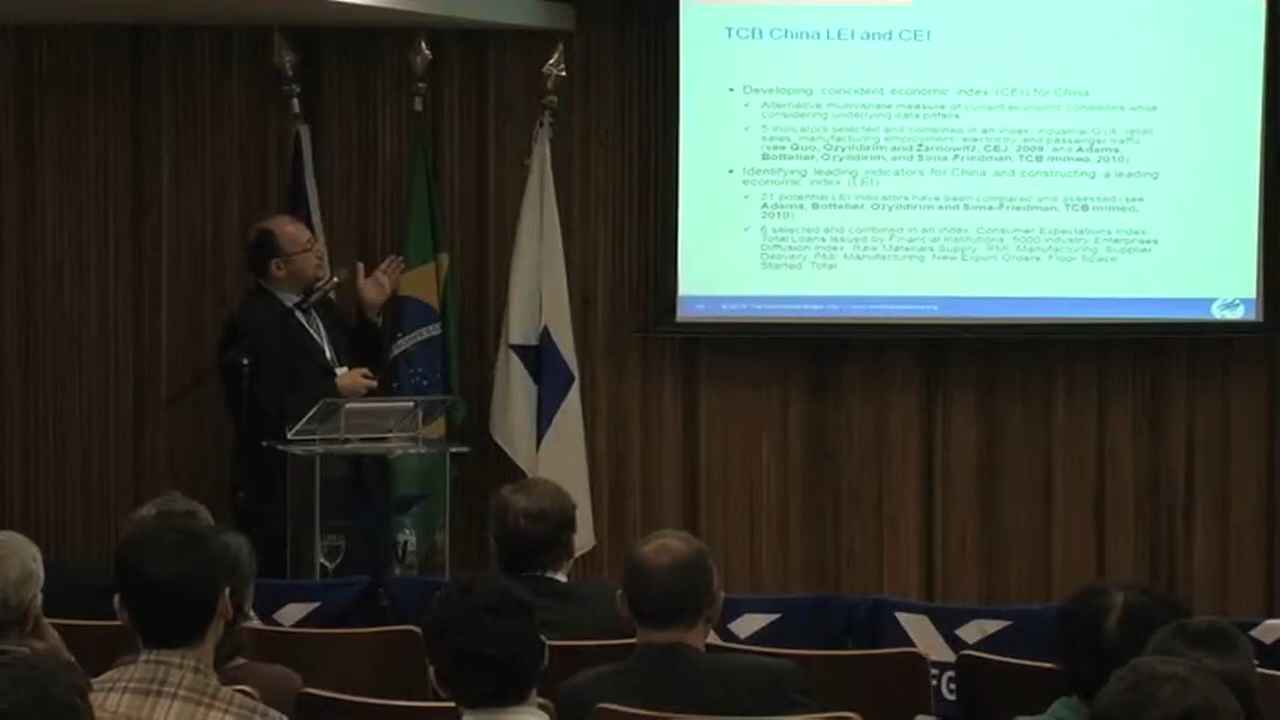 TCB China LEI and CEI
• Developing coincident economic index (CEI) for China
✓ Alternative multivariate measure of current economic conditions while
considering underlying data pitfalls
✓ 5 indicators selected and combined in an index: industrial GVA, retail
sales, manufacturing employment, electricity, and passenger traffic
(see Guo, Ozyildirim and Zarnowitz, CEJ, 2009 and Adams,
Bottelier, Ozyildirim, and Sima-Friedman, TCB mimeo, 2010)
• Identifying leading indicators for China and constructing a leading
economic index (LEI)
✓ 21 potential LEI indicators have been compared and assessed (see
Adams, Bottelier, Ozyildirim and Sima-Friedman, TCB mimeo,
2010)
✓ 6 selected and combined in an index: Consumer Expectations Index,
Total Loans Issued by Financial Institutions, 5000 Industry Enterprises
Diffusion Index: Raw Materials Supply, PMI: Manufacturing: Supplier
Delivery, PMI: Manufacturing: New Export Orders, Floor Space
Started: Total
FG